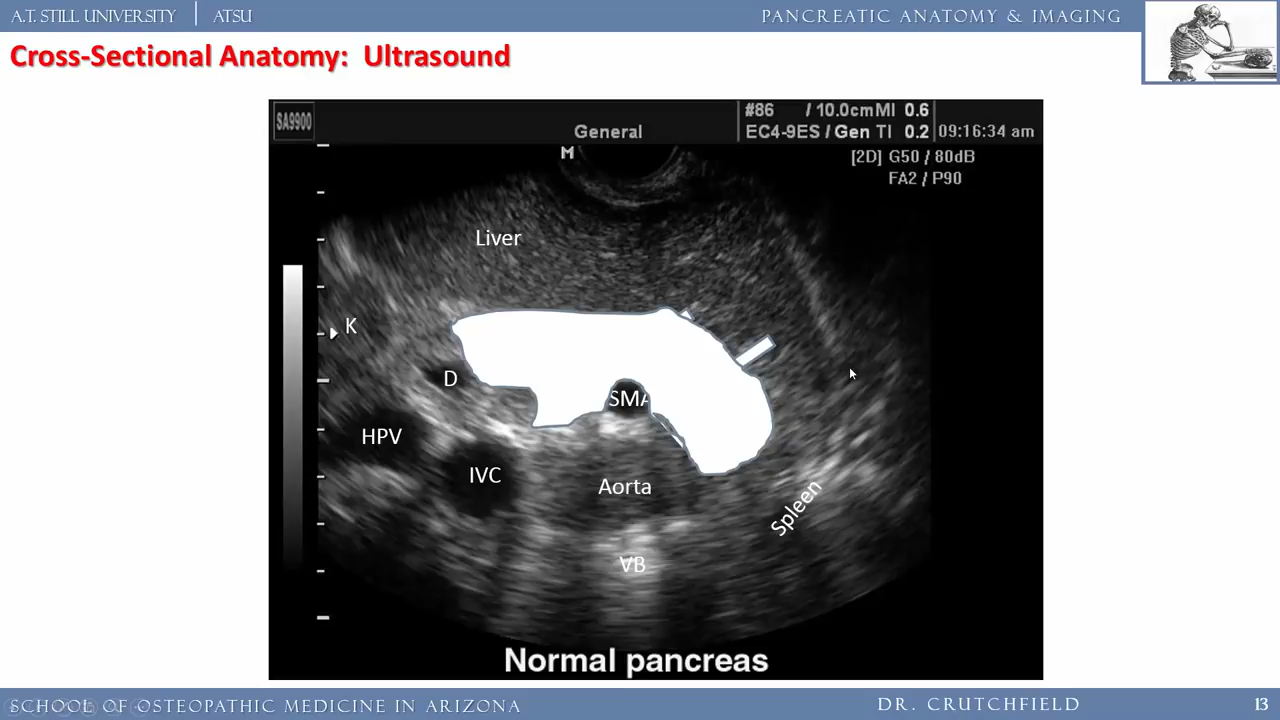 A.T. STILL UNIVERSITY | ATSU
PANCREATIC ANATOMY & IMAGING
Cross-Sectional Anatomy: Ultrasound
SA9900
General
#86 / 10.0cm MI 0.6
EC4-9ES / Gen TI 0.2 09:16:34 am
[2D] G50 / 80dB
FA2 / P90
M
Liver
K
D
SMA
HPV
IVC
Aorta
Spleen
VB
Normal pancreas
SCHOOL OF OSTEOPATHIC MEDICINE IN ARIZONA
DR. CRUTCHFIELD
13